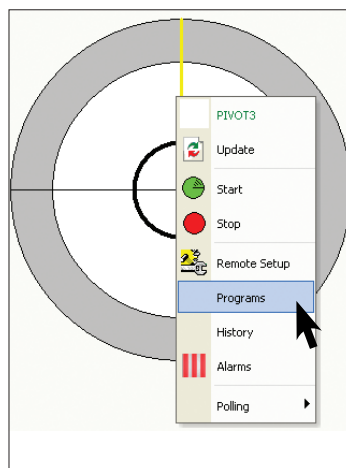 PIVOT3
Update
Start
Stop
Remote Setup
Programs
History
Alarms
Polling